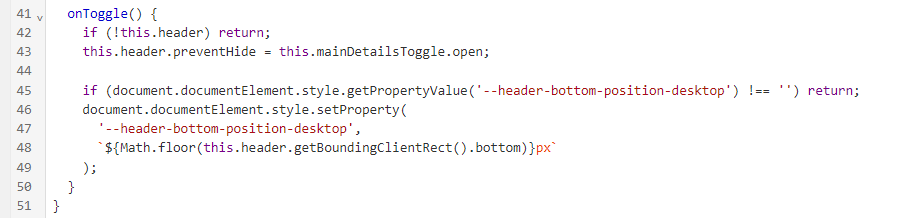 41 onToggle() {
42 if (!this.header) return;
43 this.header.preventHide = this.mainDetailsToggle.open;
44
45 if (document.documentElement.style.getPropertyValue('--header-bottom-position-desktop') !== '') return;
46 document.documentElement.style.setProperty(
47 '--header-bottom-position-desktop',
48 `${Math.floor(this.header.getBoundingClientRect().bottom)}px`
49 );
50 }
51 }